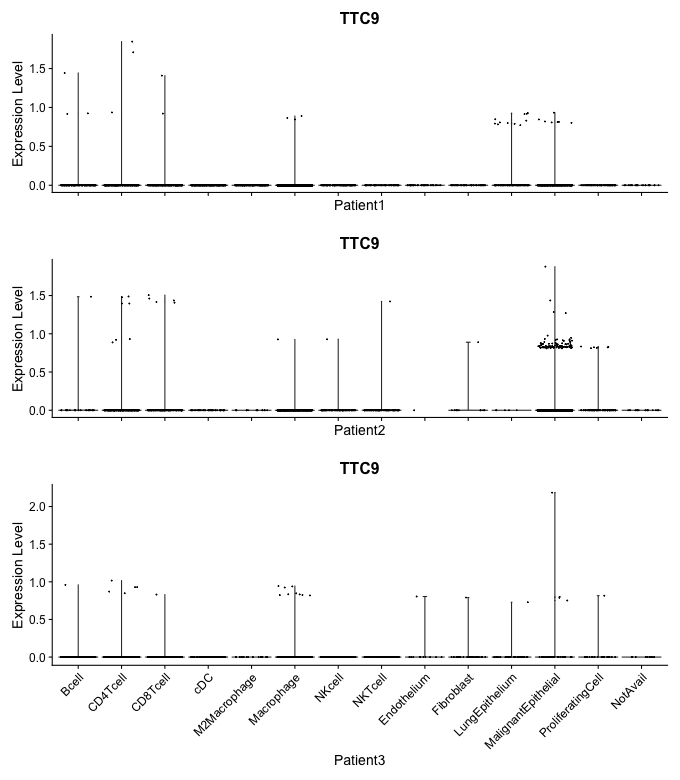 TTC9
Expression Level
1.5
1.0
0.5
0.0
Patient1
TTC9
Expression Level
1.5
1.0
0.5
0.0
Patient2
TTC9
Expression Level
2.0
1.5
1.0
0.5
0.0
Bcell
CD4Tcell
CD8Tcell
cDC
M2Macrophage
Macrophage
NKcell
NKTcell
Endothelium
Fibroblast
LungEpithelium
MalignantEpithelial
ProliferatingCell
NotAvail
Patient3